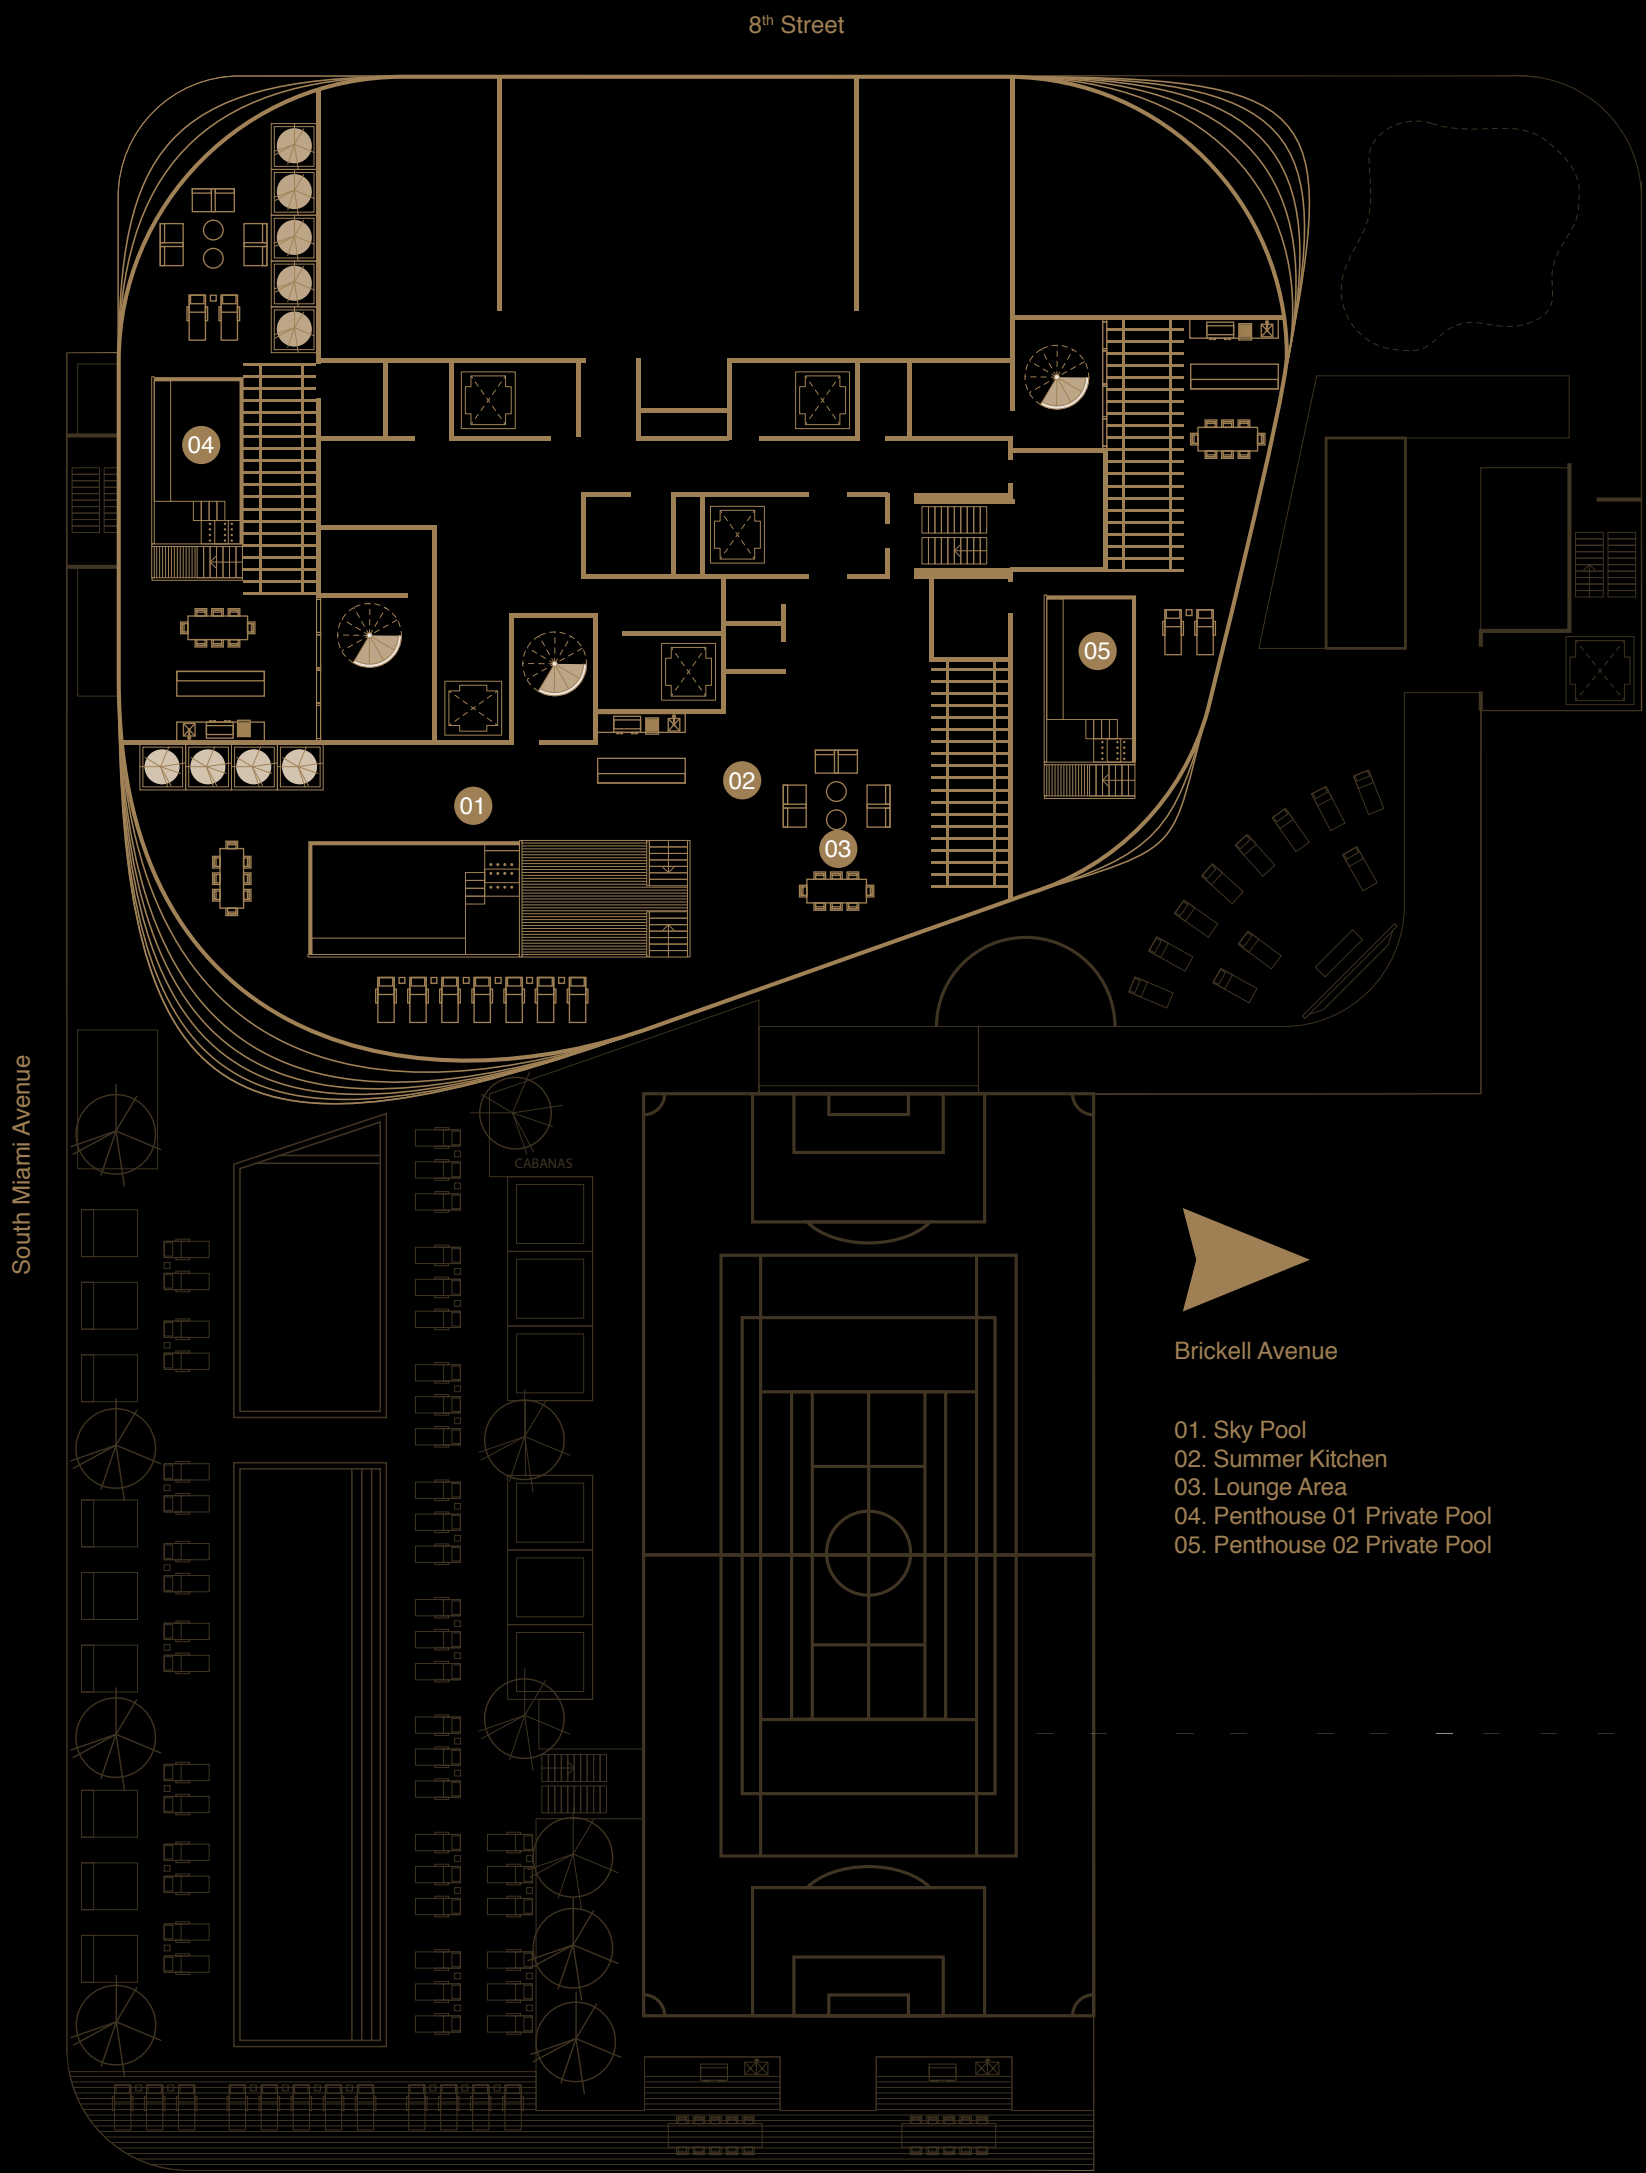 8th Street
04
05
01
02
03
South Miami Avenue
CABANAS
Brickell Avenue
01. Sky Pool
02. Summer Kitchen
03. Lounge Area
04. Penthouse 01 Private Pool
05. Penthouse 02 Private Pool